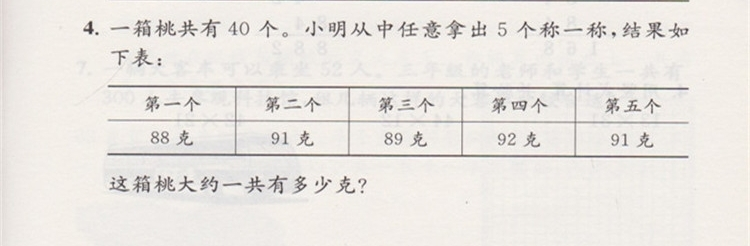 4. 一箱桃共有 40 个。小明从中任意拿出 5 个称一称,结果如
下表:
第一个 第二个 第三个 第四个 第五个
88 克 91 克 89 克 92 克 91 克
这箱桃大约一共有多少克?